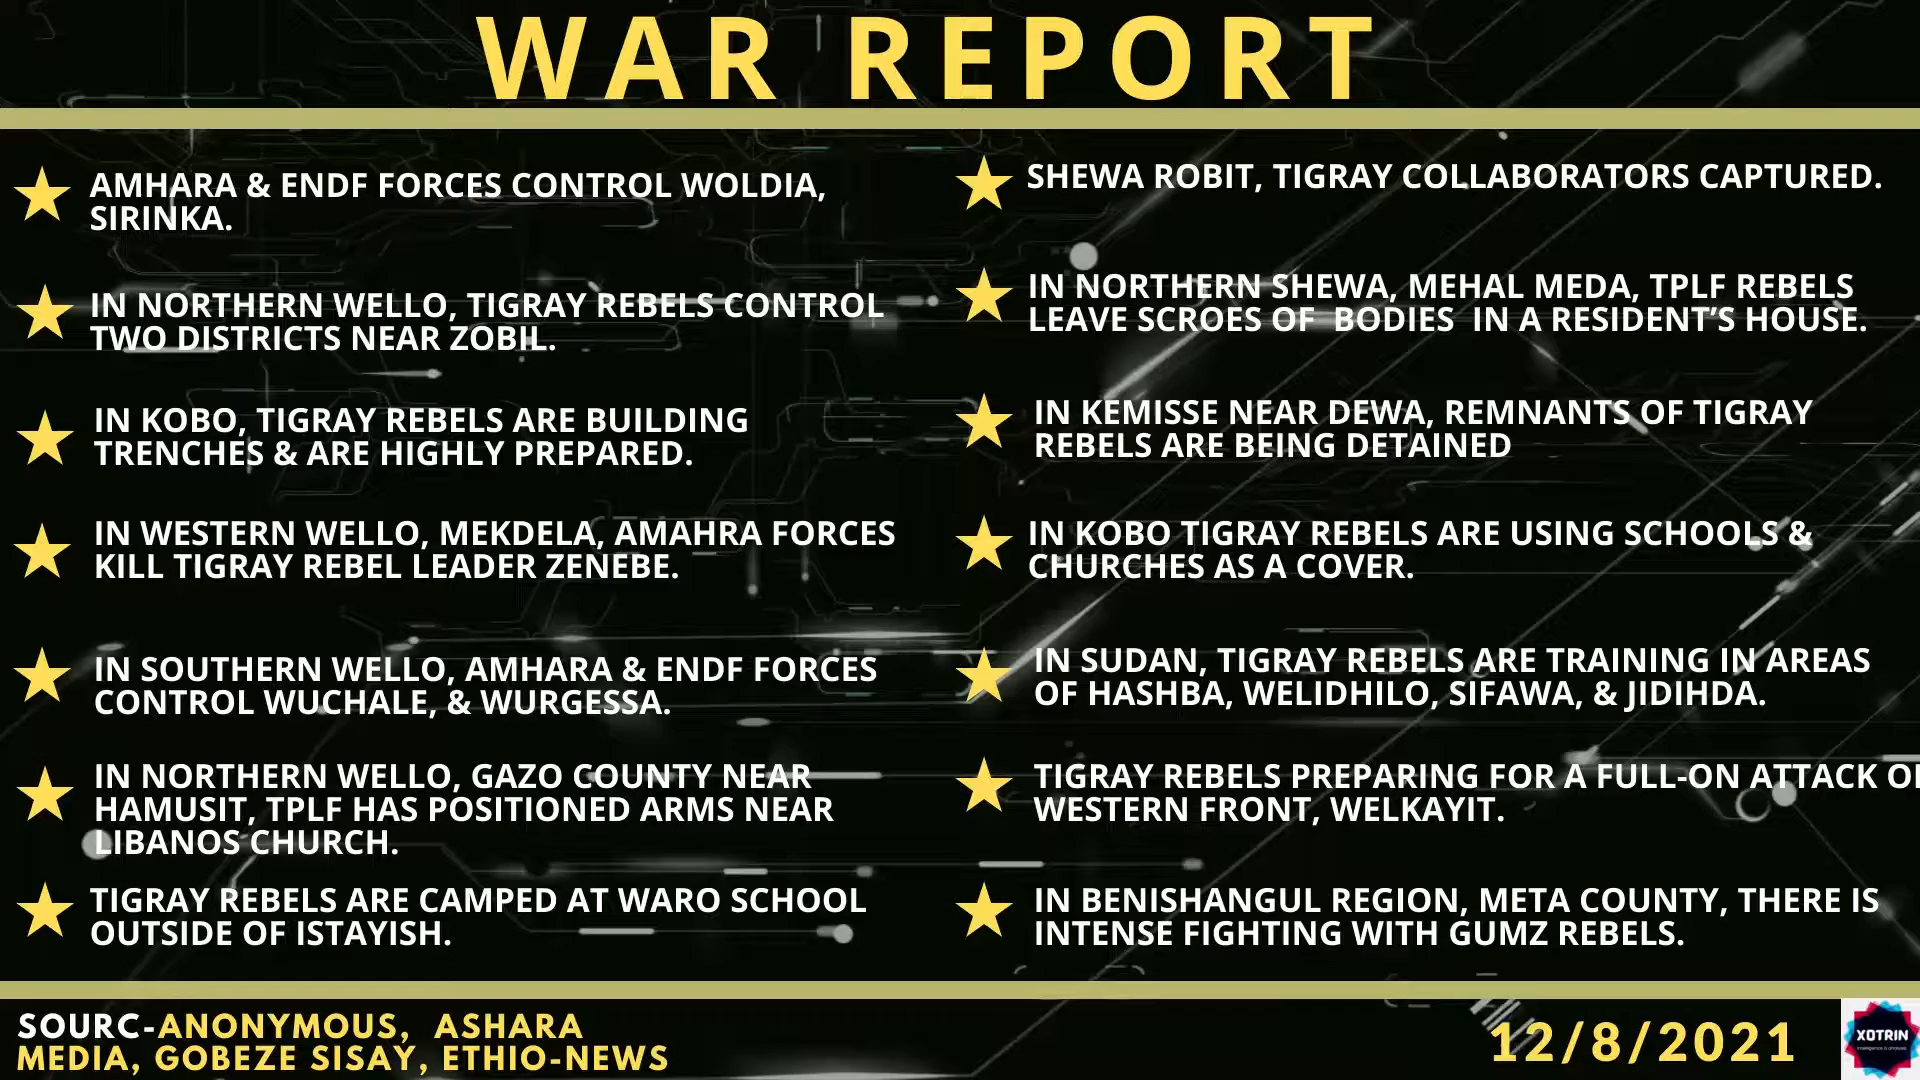 WAR REPORT
AMHARA & ENDF FORCES CONTROL WOLDIA,
SIRINKA.
IN NORTHERN WELLO, TIGRAY REBELS CONTROL
TWO DISTRICTS NEAR ZOBIL.
IN KOBO, TIGRAY REBELS ARE BUILDING
TRENCHES & ARE HIGHLY PREPARED.
IN WESTERN WELLO, MEKDELA, AMAHRA FORCES
KILL TIGRAY REBEL LEADER ZENEBE.
IN SOUTHERN WELLO, AMHARA & ENDF FORCES
CONTROL WUCHALE, & WURGESSA.
IN NORTHERN WELLO, GAZO COUNTY NEAR
HAMUSIT, TPLF HAS POSITIONED ARMS NEAR
LIBANOS CHURCH.
TIGRAY REBELS ARE CAMPED AT WARO SCHOOL
OUTSIDE OF ISTAYISH.
SHEWA ROBIT, TIGRAY COLLABORATORS CAPTURED.
IN NORTHERN SHEWA, MEHAL MEDA, TPLF REBELS
LEAVE SCROES OF BODIES IN A RESIDENT'S HOUSE.
IN KEMISSE NEAR DEWA, REMNANTS OF TIGRAY
REBELS ARE BEING DETAINED
IN KOBO TIGRAY REBELS ARE USING SCHOOLS &
CHURCHES AS A COVER.
IN SUDAN, TIGRAY REBELS ARE TRAINING IN AREAS
OF HASHBA, WELIDHILO, SIFAWA, & JIDIHDA.
TIGRAY REBELS PREPARING FOR A FULL-ON ATTACK
WESTERN FRONT, WELKAYIT.
IN BENISHANGUL REGION, META COUNTY, THERE IS
INTENSE FIGHTING WITH GUMZ REBELS.
SOURC-ANONYMOUS, ASHARA
MEDIA, GOBEZE SISAY, ETHIO-NEWS
12/8/2021
XOTRIN